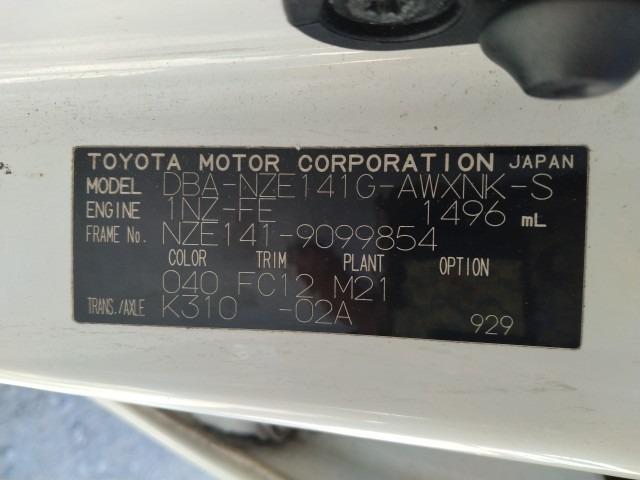 TOYOTA MOTOR CORPORATION JAPAN
MODEL DBA-NZE141G-AWXNK-S
ENGINE 1NZ-FE 1496 mL
FRAME No. NZE141-9099854
COLOR TRIM PLANT OPTION
040 FC12 M21
TRANS./AXLE K310 -02A
929